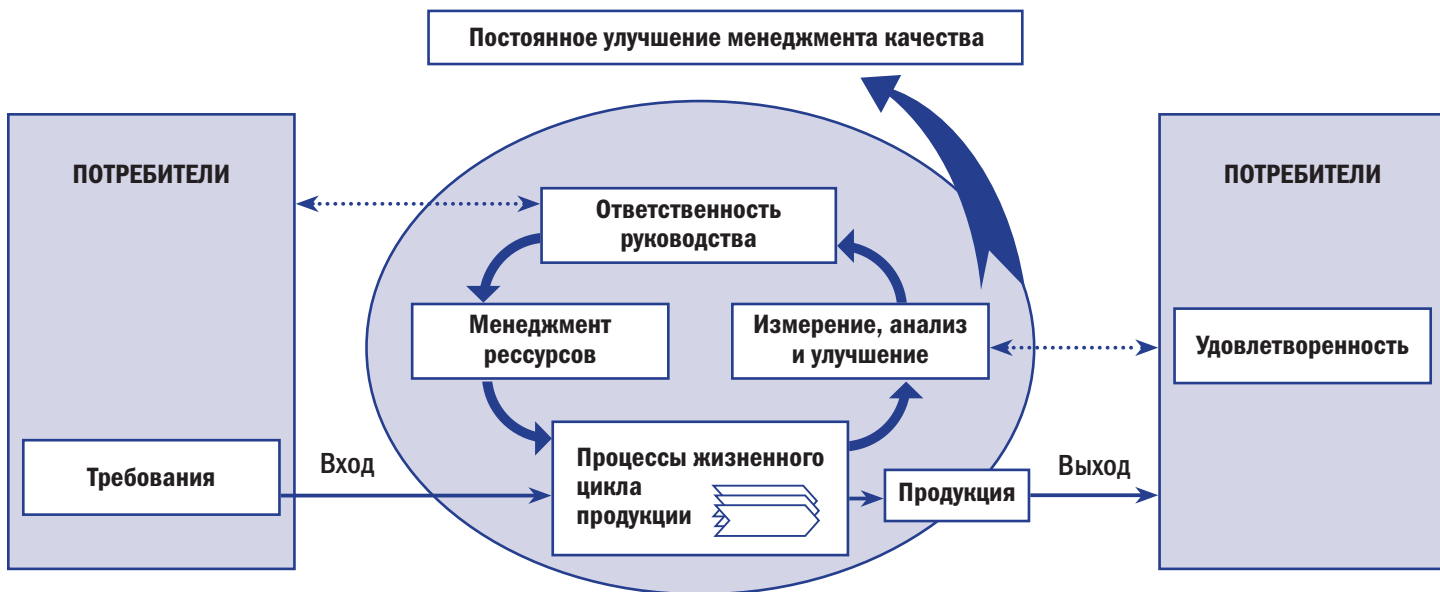 Постоянное улучшение менеджмента качества
ПОТРЕБИТЕЛИ
ПОТРЕБИТЕЛИ
Ответственность
руководства
Менеджмент
рессурсов
Измерение, анализ
и улучшение
Удовлетворенность
Требования
Вход
Процессы жизненного
цикла
продукции
Продукция
Выход